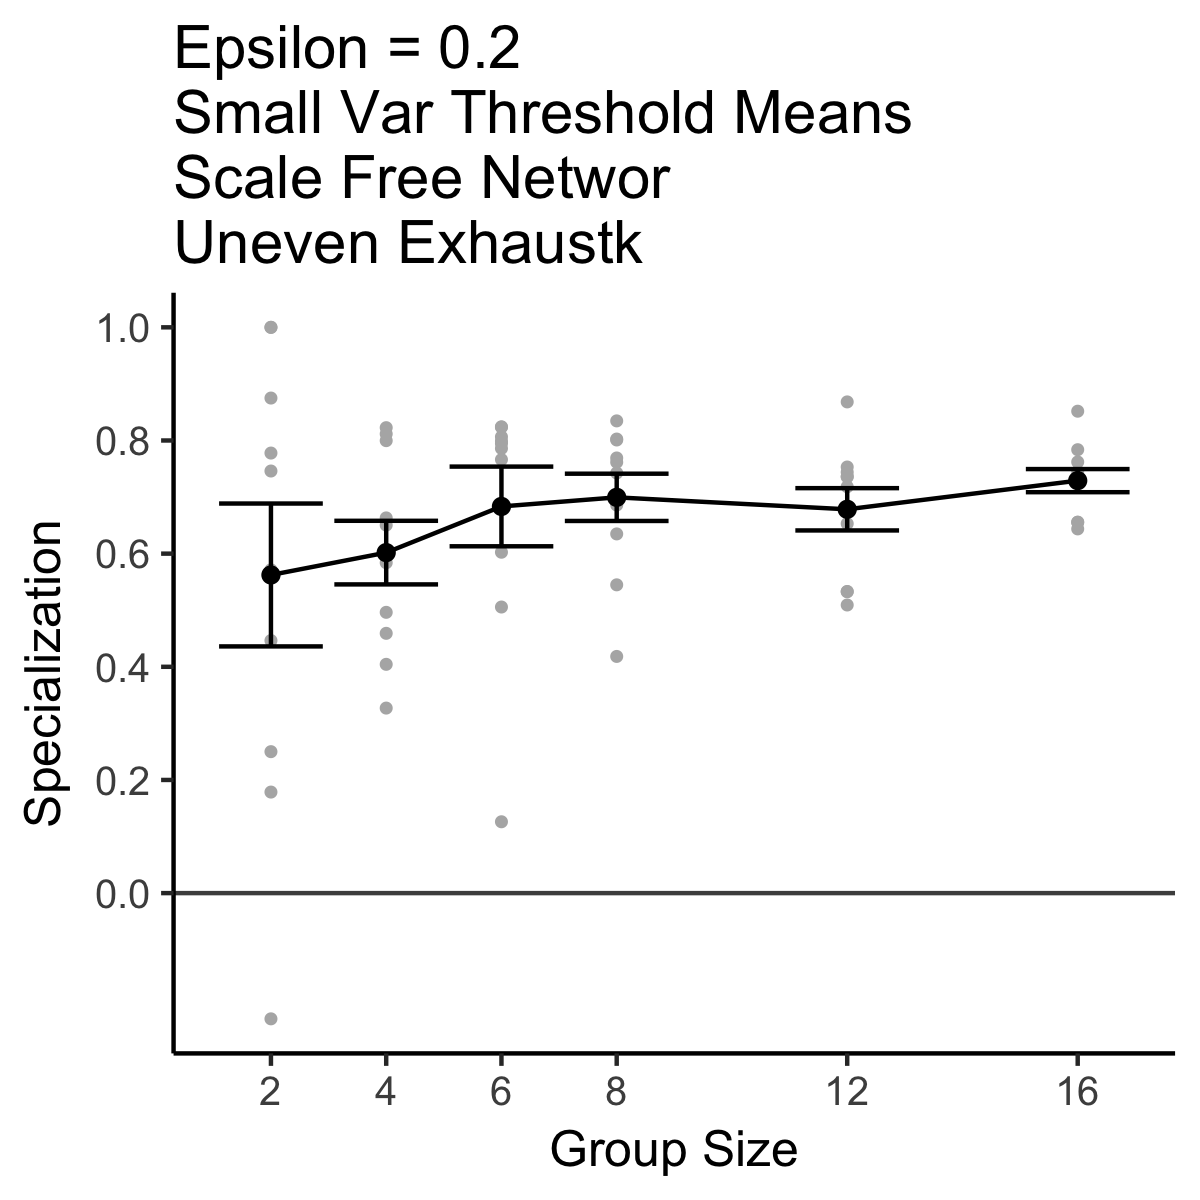 Epsilon = 0.2
Small Var Threshold Means
Scale Free Networ
Uneven Exhaustk
1.0
0.8
0.6
0.4
0.2
0.0
Specialization
2 4 6 8 12 16
Group Size